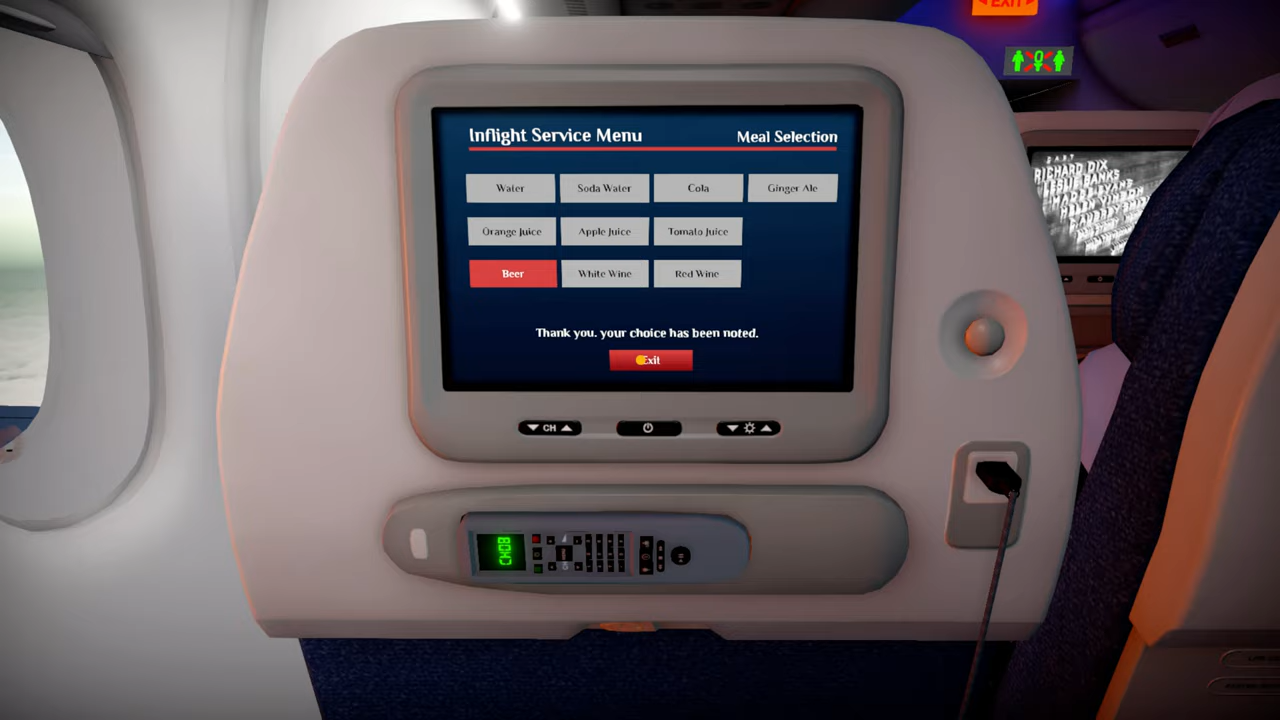 EXIT
Inflight Service Menu
Meal Selection
Water
Soda Water
Cola
Ginger Ale
Orange Juice
Apple Juice
Tomato Juice
Beer
White Wine
Red Wine
Thank you. your choice has been noted.
Exit
CH
CH08
RICHARD DIX
LESLIE BANKS